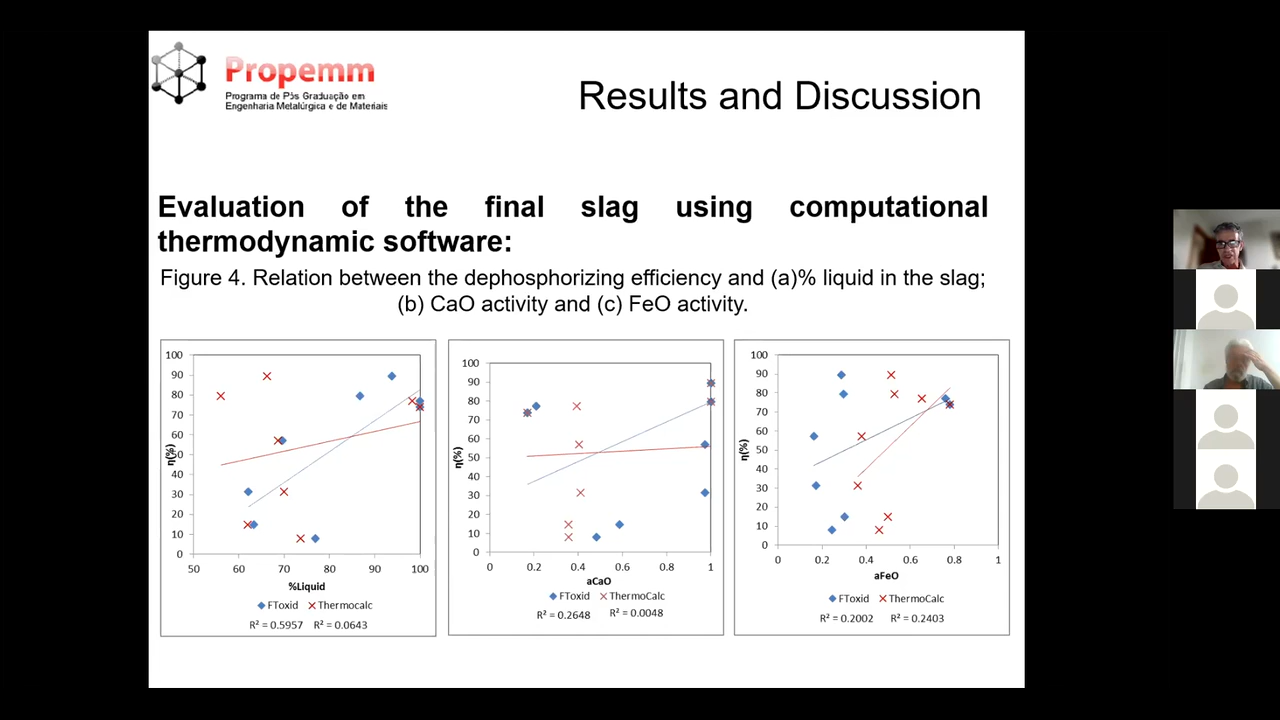 Propemm
Programa de Pós Graduação em
Engenharia Metalúrgica e de Materiais
Results and Discussion
Evaluation of the final slag using computational
thermodynamic software:
Figure 4. Relation between the dephosphorizing efficiency and (a)% liquid in the slag;
(b) CaO activity and (c) FeO activity.
100
90
80
70
60
50
40
30
20
10
0
η(%)
50 60 70 80 90 100
%Liquid
FToxid Thermocalc
R² = 0.5957 R² = 0.0643
100
90
80
70
60
50
40
30
20
10
0
η(%)
0 0.2 0.4 0.6 0.8 1
aCaO
FToxid ThermoCalc
R² = 0.2648 R² = 0.0048
100
90
80
70
60
50
40
30
20
10
0
η(%)
0 0.2 0.4 0.6 0.8 1
aFeO
FToxid ThermoCalc
R² = 0.2002 R² = 0.2403